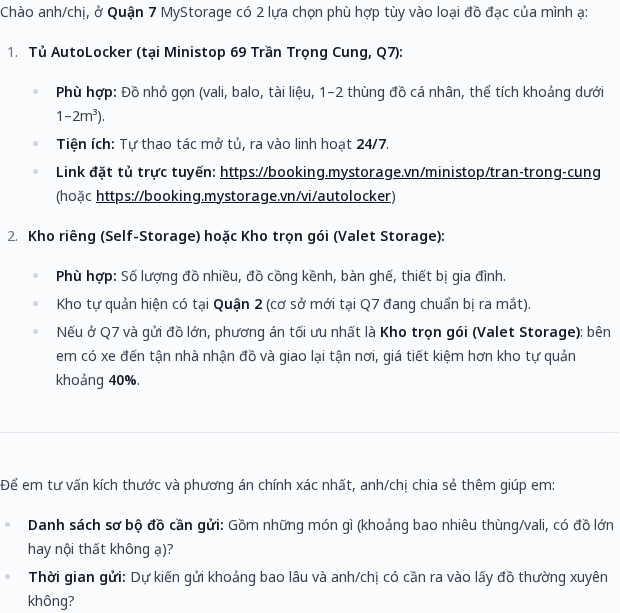 Chào anh/chị, ở Quận 7 MyStorage có 2 lựa chọn phù hợp tùy vào loại đồ đạc của mình ạ:
1. Tủ AutoLocker (tại Ministop 69 Trần Trọng Cung, Q7):
Phù hợp: Đồ nhỏ gọn (vali, balo, tài liệu, 1–2 thùng đồ cá nhân, thể tích khoảng dưới
1–2m³).
Tiện ích: Tự thao tác mở tủ, ra vào linh hoạt 24/7.
Link đặt tủ trực tuyến: https://booking.mystorage.vn/ministop/tran-trong-cung
(hoặc https://booking.mystorage.vn/vi/autolocker)
2. Kho riêng (Self-Storage) hoặc Kho trọn gói (Valet Storage):
Phù hợp: Số lượng đồ nhiều, đồ cồng kềnh, bàn ghế, thiết bị gia đình.
Kho tự quản hiện có tại Quận 2 (cơ sở mới tại Q7 đang chuẩn bị ra mắt).
Nếu ở Q7 và gửi đồ lớn, phương án tối ưu nhất là Kho trọn gói (Valet Storage): bên
em có xe đến tận nhà nhận đồ và giao lại tận nơi, giá tiết kiệm hơn kho tự quản
khoảng 40%.
Để em tư vấn kích thước và phương án chính xác nhất, anh/chị chia sẻ thêm giúp em:
Danh sách sơ bộ đồ cần gửi: Gồm những món gì (khoảng bao nhiêu thùng/vali, có đồ lớn
hay nội thất không ạ)?
Thời gian gửi: Dự kiến gửi khoảng bao lâu và anh/chị có cần ra vào lấy đồ thường xuyên
không?